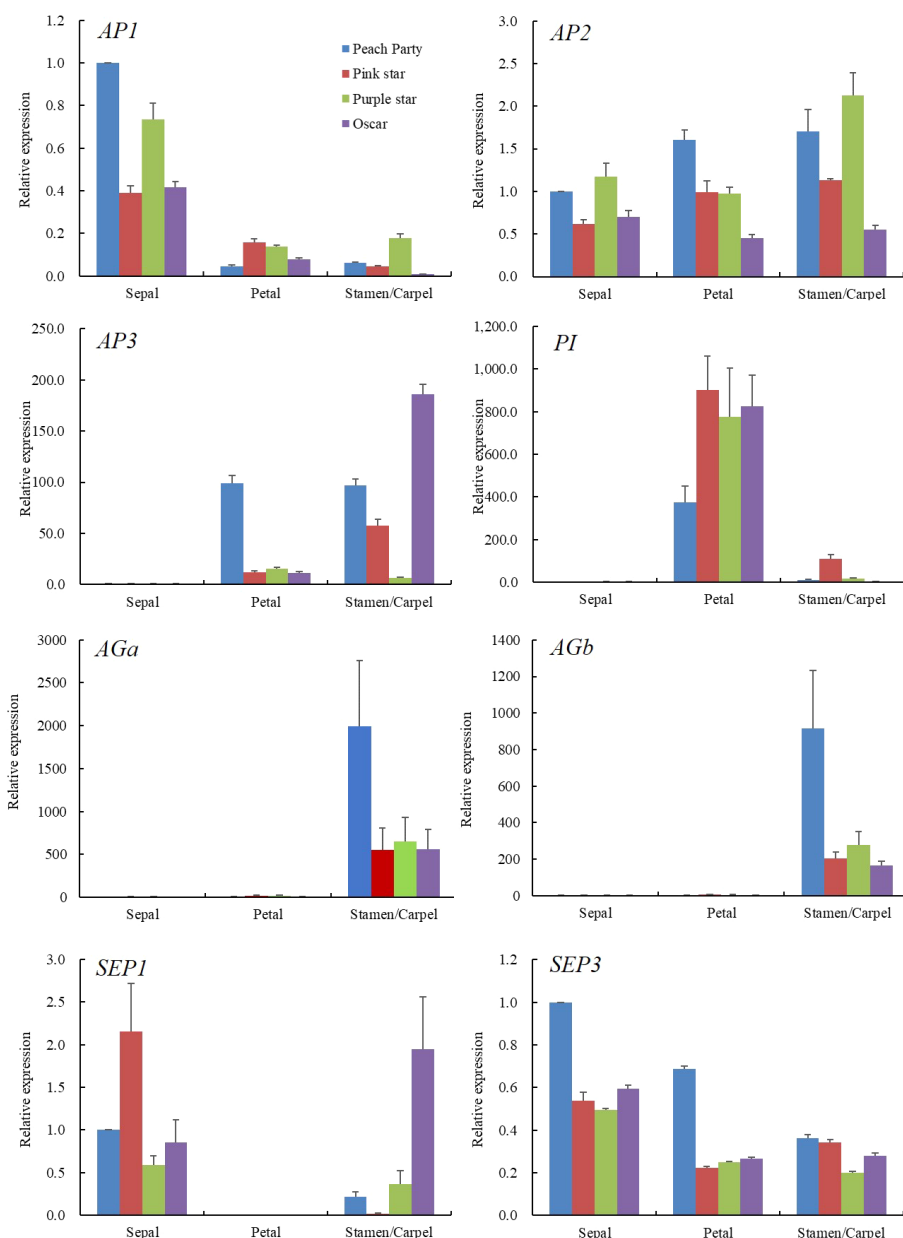 AP1
Relative expression
1.2
1.0
0.8
0.6
0.4
0.2
0.0
Peach Party
Pink star
Purple star
Oscar
Sepal Petal Stamen/Carpel
AP2
Relative expression
3.0
2.5
2.0
1.5
1.0
0.5
0.0
Sepal Petal Stamen/Carpel
AP3
Relative expression
250.0
200.0
150.0
100.0
50.0
0.0
Sepal Petal Stamen/Carpel
PI
Relative expression
1,200.0
1,000.0
800.0
600.0
400.0
200.0
0.0
Sepal Petal Stamen/Carpel
AGa
Relative expression
3000
2500
2000
1500
1000
500
0
Sepal Petal Stamen/Carpel
AGb
Relative expression
1400
1200
1000
800
600
400
200
0
Sepal Petal Stamen/Carpel
SEP1
Relative expression
3.0
2.5
2.0
1.5
1.0
0.5
0.0
Sepal Petal Stamen/Carpel
SEP3
Relative expression
1.2
1.0
0.8
0.6
0.4
0.2
0.0
Sepal Petal Stamen/Carpel